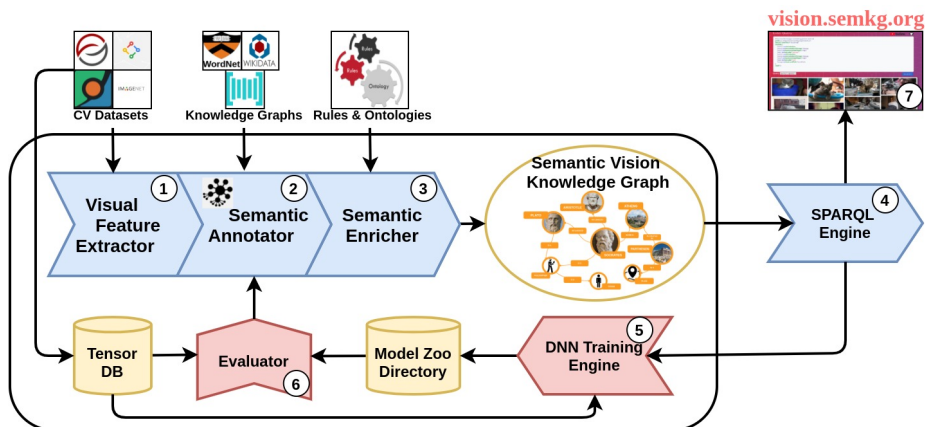 vision.semkg.org
WordNet
WIKIDATA
IMAGENET
Rules
Rules
Ontology
CV Datasets
Knowledge Graphs
Rules & Ontologies
7
1
Visual
Feature
Extractor
2
Semantic
Annotator
3
Semantic
Enricher
Semantic Vision
Knowledge Graph
4
SPARQL
Engine
Tensor
DB
Evaluator
6
Model Zoo
Directory
5
DNN Training
Engine